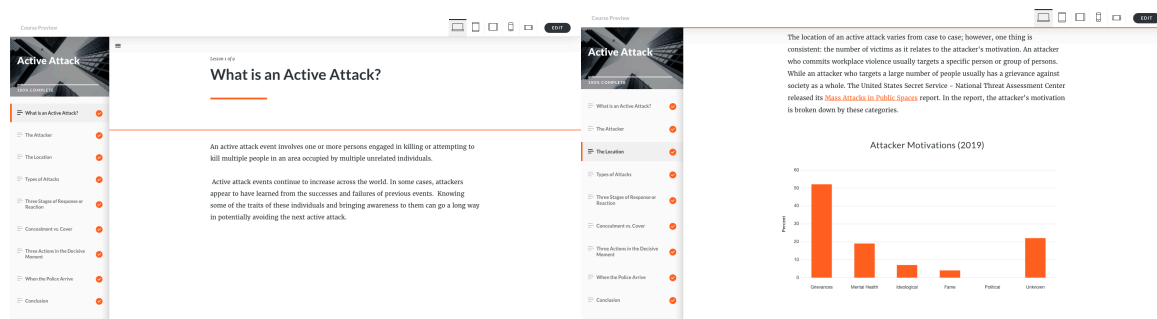 Course Preview
EDIT
Active Attack
100% COMPLETE
What is an Active Attack?
The Attacker
The Location
Types of Attacks
Three Stages of Response or
Reaction
Concealment vs. Cover
Three Actions in the Decisive
Moment
When the Police Arrive
Conclusion
Lesson 1 of 9
What is an Active Attack?
An active attack event involves one or more persons engaged in killing or attempting to
kill multiple people in an area occupied by multiple unrelated individuals.
Active attack events continue to increase across the world. In some cases, attackers
appear to have learned from the successes and failures of previous events. Knowing
some of the traits of these individuals and bringing awareness to them can go a long way
in potentially avoiding the next active attack.
Course Preview
EDIT
Active Attack
100% COMPLETE
What is an Active Attack?
The Attacker
The Location
Types of Attacks
Three Stages of Response or
Reaction
Concealment vs. Cover
Three Actions in the Decisive
Moment
When the Police Arrive
Conclusion
The location of an active attack varies from case to case; however, one thing is
consistent: the number of victims as it relates to the attacker's motivation. An attacker
who commits workplace violence usually targets a specific person or group of persons.
While an attacker who targets a large number of people usually has a grievance against
society as a whole. The United States Secret Service – National Threat Assessment Center
released its Mass Attacks in Public Spaces report. In the report, the attacker's motivation
is broken down by these categories.
Attacker Motivations (2019)
Percent
60
50
40
30
20
10
0
Grievances
Mental Health
Ideological
Fame
Political
Unknown